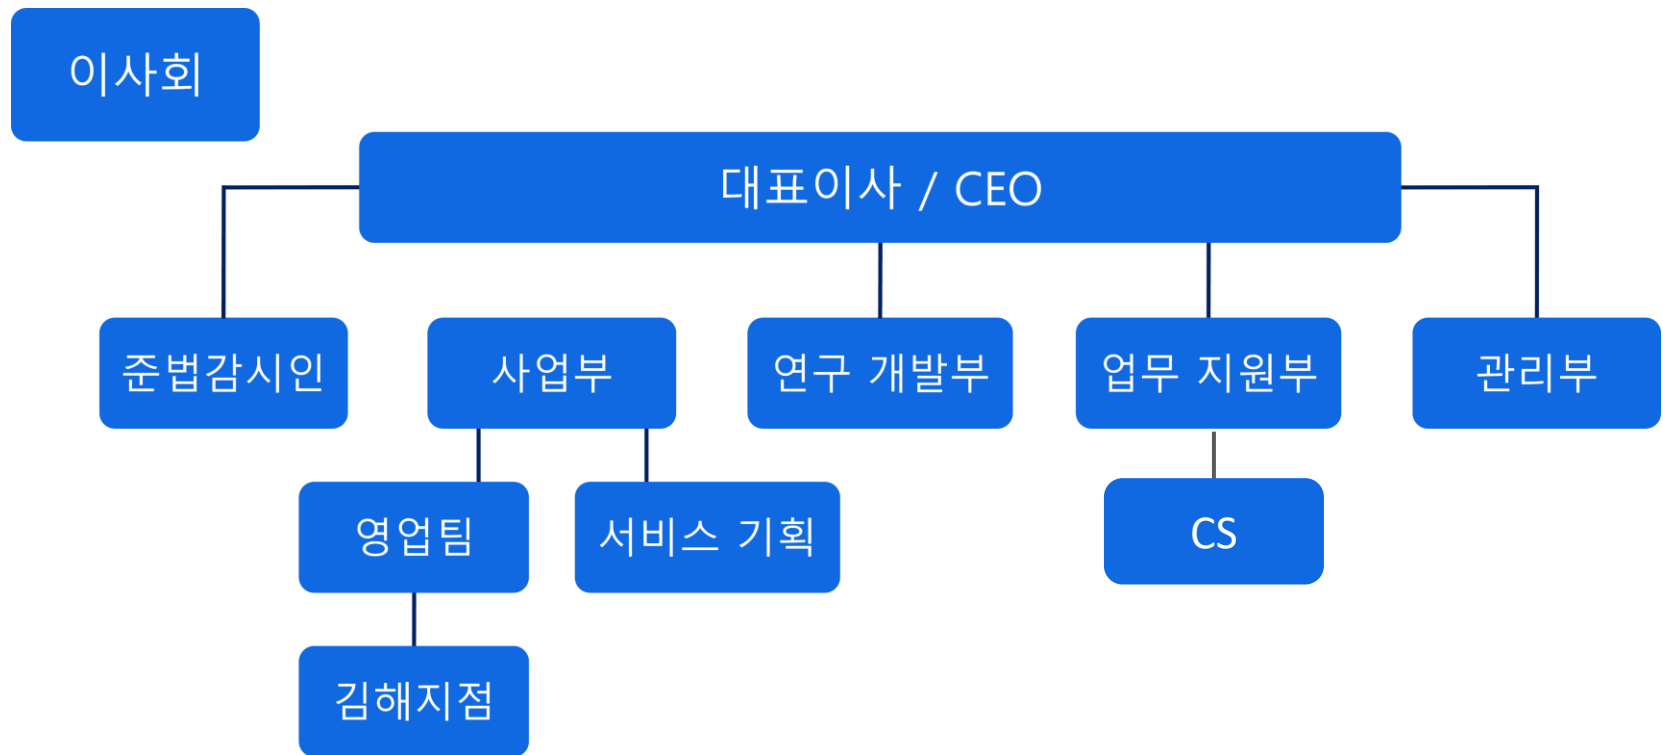 이사회
대표이사 / CEO
준법감시인
사업부
연구 개발부
업무 지원부
관리부
영업팀
서비스 기획
CS
김해지점